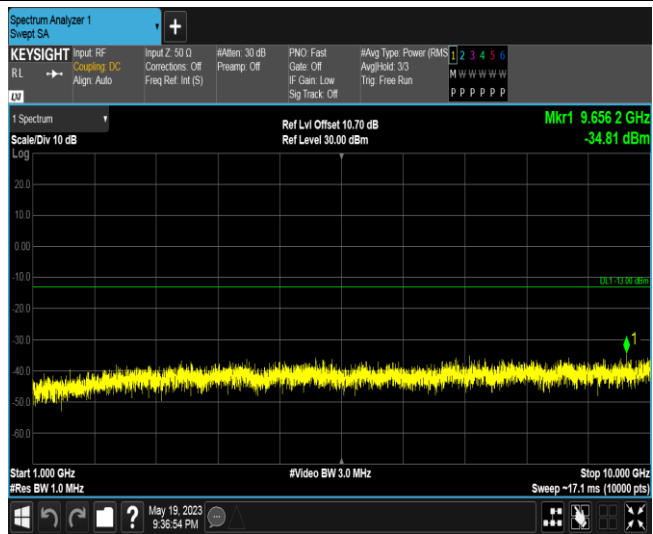 Spectrum Analyzer 1
Swept SA
+
KEYSIGHT Input: RF Input Z: 50 Ω #Atten: 30 dB PNO: Fast #Avg Type: Power (RMS 1 2 3 4 5 6
RL Coupling: DC Corrections: Off Preamp: Off Gate: Off Avg|Hold: 3/3 M W W W W W
Align: Auto Freq Ref: Int (S) IF Gain: Low Trig: Free Run
Sig Track: Off P P P P P P
LXI
1 Spectrum Ref Lvl Offset 10.70 dB Mkr1 9.656 2 GHz
Scale/Div 10 dB Ref Level 30.00 dBm -34.81 dBm
Log
20.0
10.0
0.00
-10.0 DL1 -13.00 dBm
-20.0
-30.0 1
-40.0
-50.0
-60.0
Start 1.000 GHz #Video BW 3.0 MHz Stop 10.000 GHz
#Res BW 1.0 MHz Sweep ~17.1 ms (10000 pts)
? May 19, 2023
9:36:54 PM